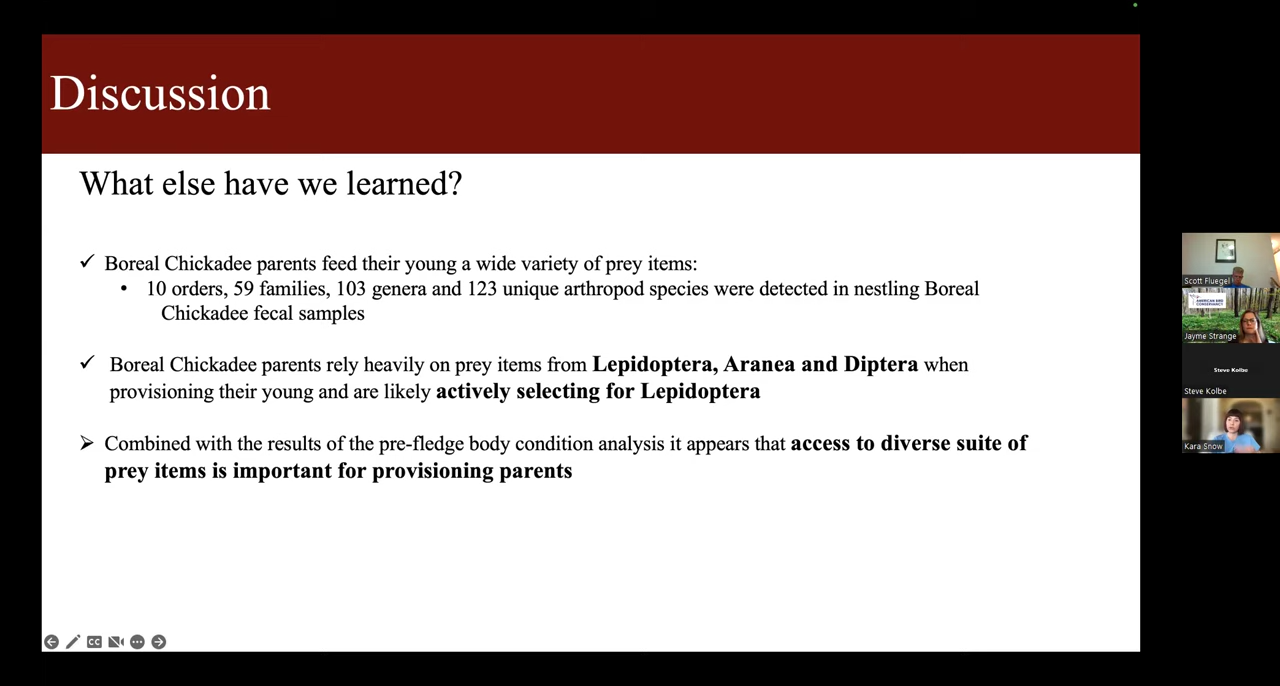 Discussion
What else have we learned?
✓ Boreal Chickadee parents feed their young a wide variety of prey items:
• 10 orders, 59 families, 103 genera and 123 unique arthropod species were detected in nestling Boreal
Chickadee fecal samples
✓ Boreal Chickadee parents rely heavily on prey items from Lepidoptera, Aranea and Diptera when
provisioning their young and are likely actively selecting for Lepidoptera
➢ Combined with the results of the pre-fledge body condition analysis it appears that access to diverse suite of
prey items is important for provisioning parents
CC
Scott Fluegel
AMERICAN BIRD
CONSERVANCY
Jayme Strange
Steve Kolbe
Steve Kolbe
Kara Snow